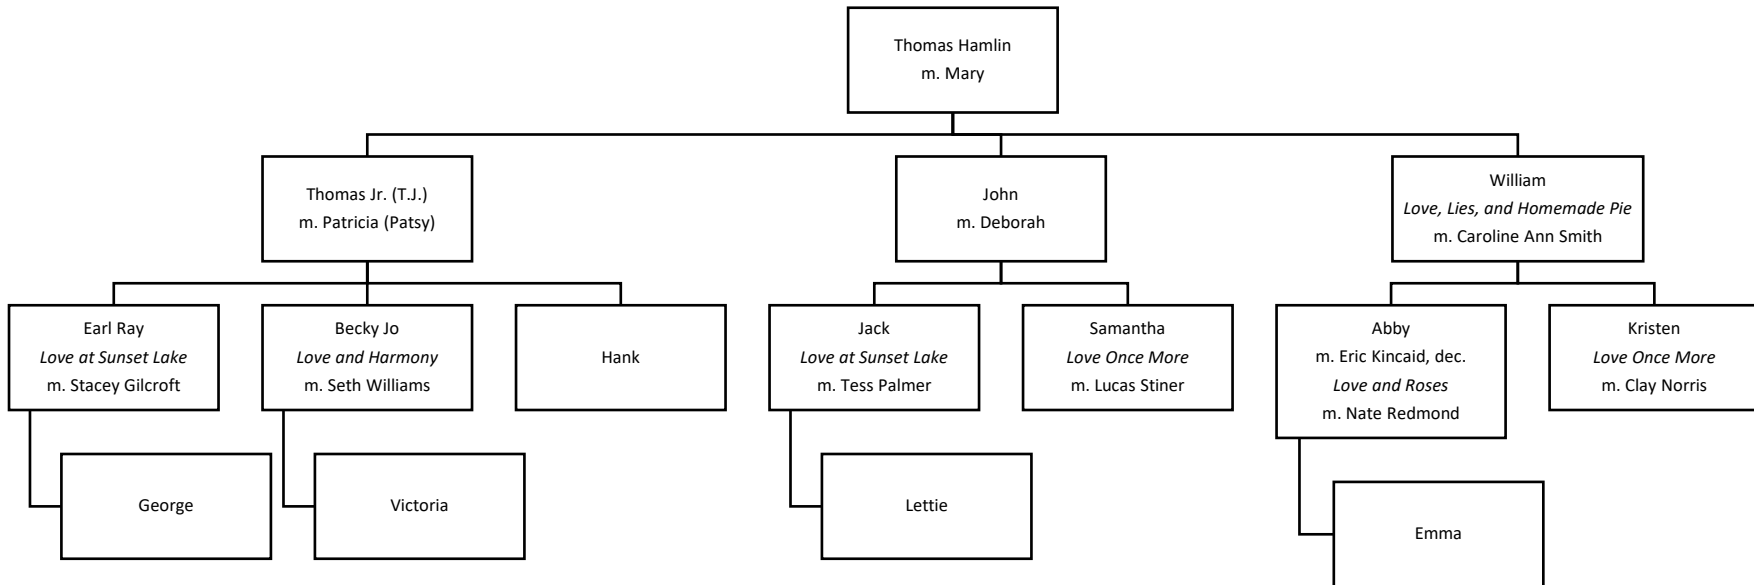 Thomas Hamlin
m. Mary
Thomas Jr. (T.J.)
m. Patricia (Patsy)
John
m. Deborah
William
Love, Lies, and Homemade Pie
m. Caroline Ann Smith
Earl Ray
Love at Sunset Lake
m. Stacey Gilcroft
Becky Jo
Love and Harmony
m. Seth Williams
Hank
Jack
Love at Sunset Lake
m. Tess Palmer
Samantha
Love Once More
m. Lucas Stiner
Abby
m. Eric Kincaid, dec.
Love and Roses
m. Nate Redmond
Kristen
Love Once More
m. Clay Norris
George
Victoria
Lettie
Emma